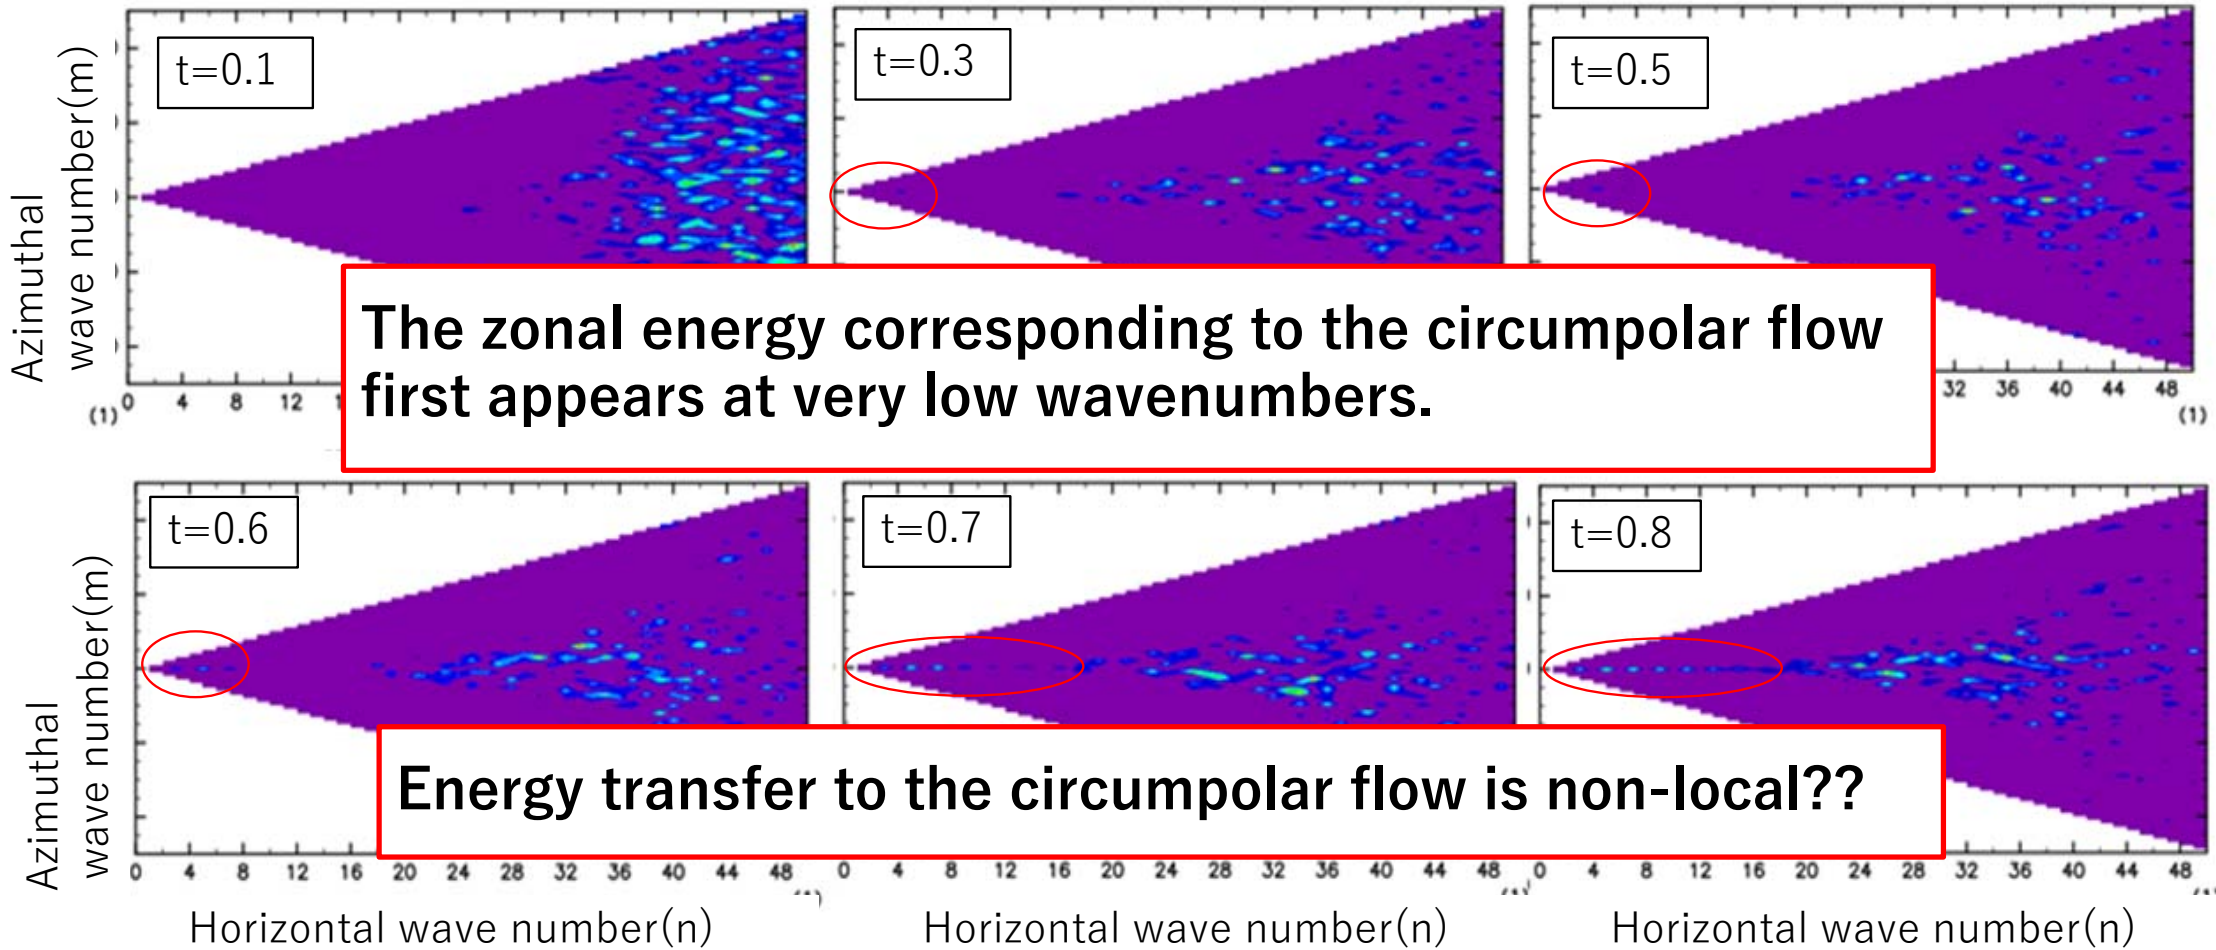 t=0.1
t=0.3
t=0.5
Azimuthal
wave number(m)
The zonal energy corresponding to the circumpolar flow
first appears at very low wavenumbers.
0 4 8 12
32 36 40 44 48
(1)
(1)
t=0.6
t=0.7
t=0.8
Azimuthal
wave number(m)
Energy transfer to the circumpolar flow is non-local??
0 4 8 12 16 20 24 28 32 36 40 44 48
0 4 8 12 16 20 24 28 32 36 40 44 48
0 4 8 12 16 20 24 28 32 36 40 44 48
Horizontal wave number(n)
Horizontal wave number(n)
Horizontal wave number(n)